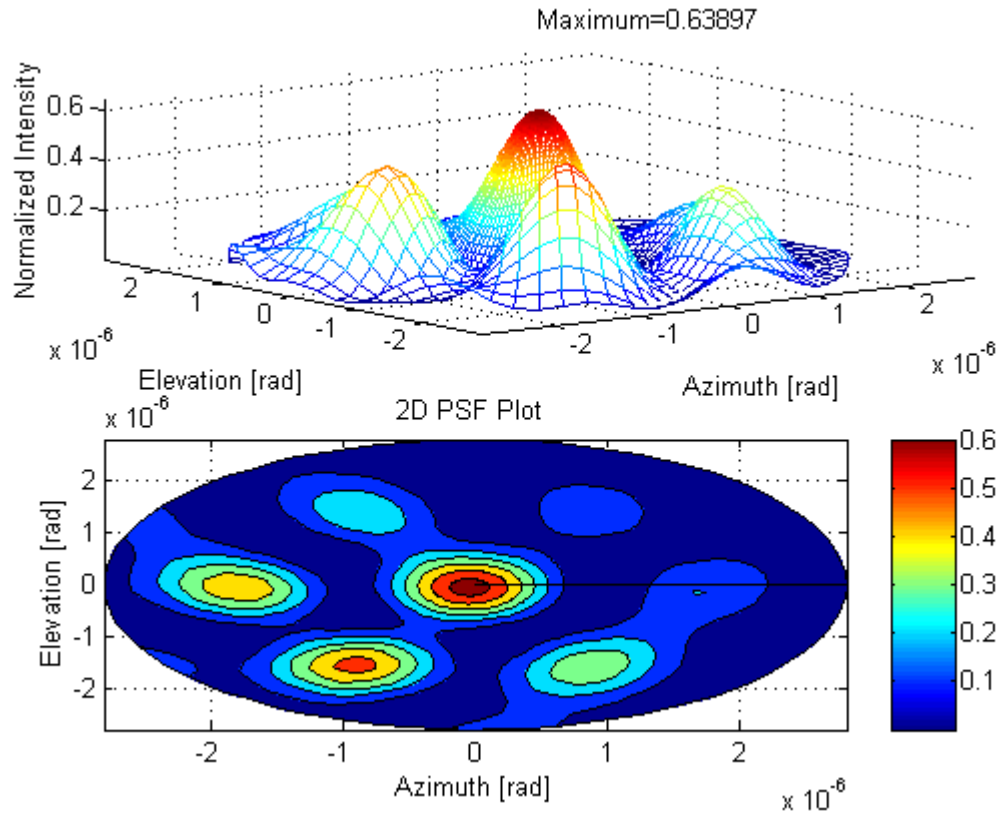 Maximum=0.63897
Normalized Intensity
0.6
0.4
0.2
2
1
0
-1
-2
-2
-1
0
1
2
x 10^-6
x 10^-6
Elevation [rad]
Azimuth [rad]
x 10^-6
2D PSF Plot
Elevation [rad]
2
1
0
-1
-2
-2
-1
0
1
2
Azimuth [rad]
x 10^-6
0.6
0.5
0.4
0.3
0.2
0.1